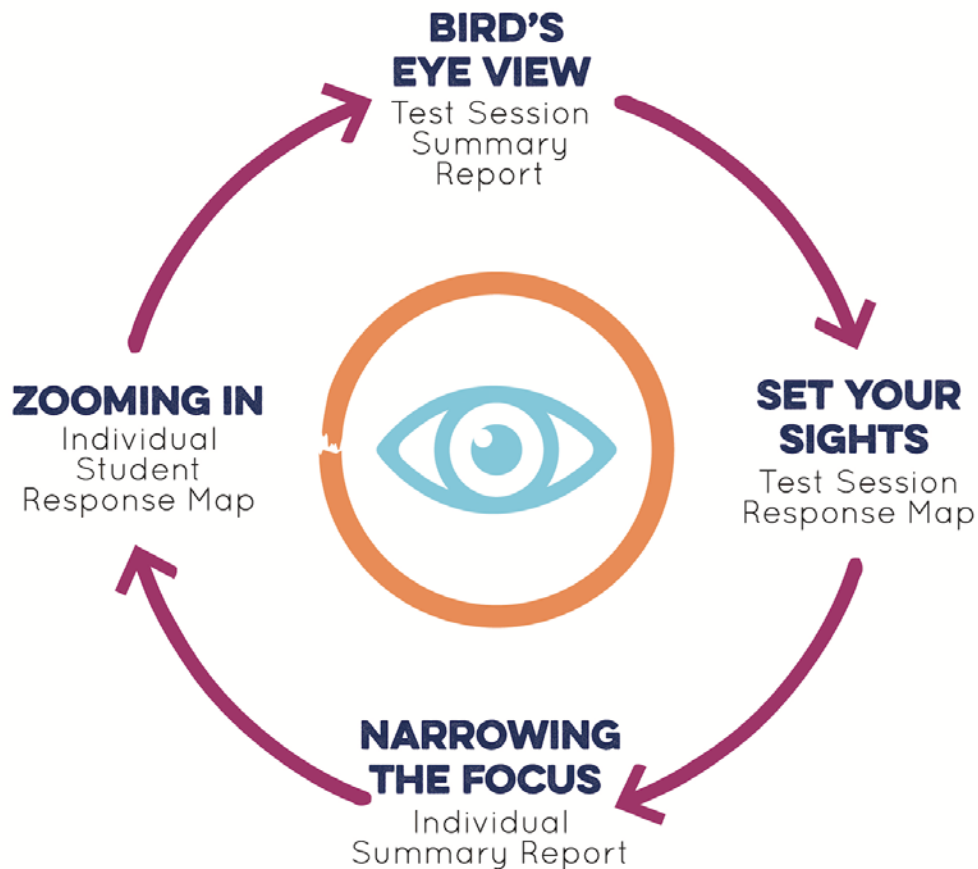 BIRD'S
EYE VIEW
Test Session
Summary
Report
SET YOUR
SIGHTS
Test Session
Response Map
NARROWING
THE FOCUS
Individual
Summary Report
ZOOMING IN
Individual
Student
Response Map